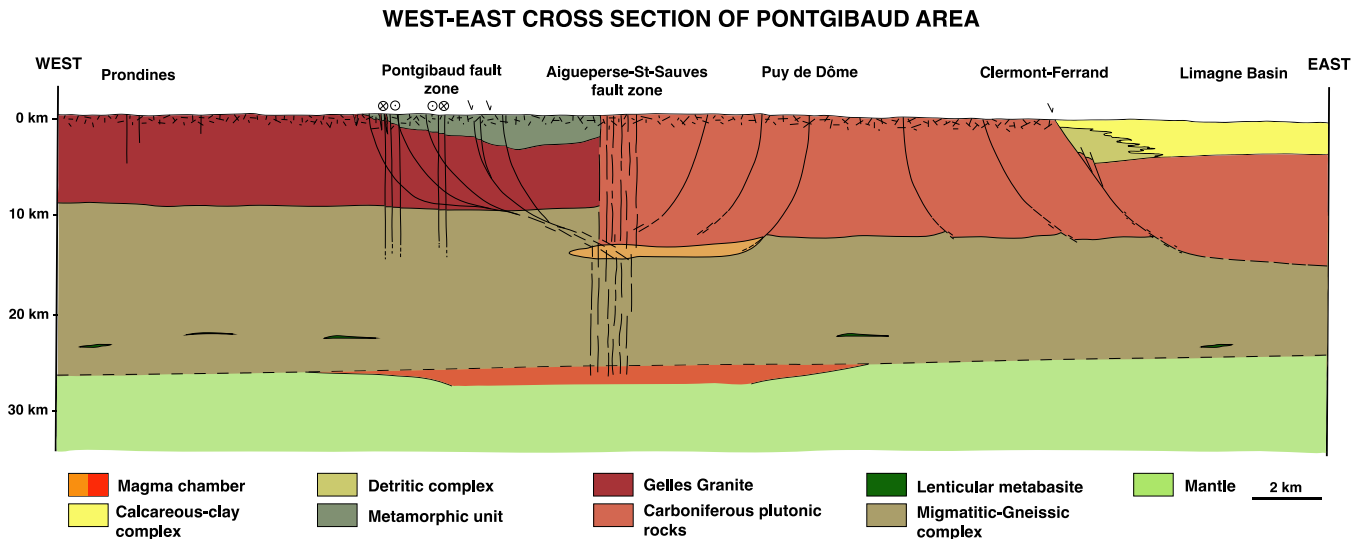 WEST-EAST CROSS SECTION OF PONTGIBAUD AREA
WEST
Prondines
Pontgibaud fault
zone
Aigueperse-St-Sauves
fault zone
Puy de Dôme
Clermont-Ferrand
Limagne Basin
EAST
0 km
10 km
20 km
30 km
Magma chamber
Calcareous-clay
complex
Detritic complex
Metamorphic unit
Gelles Granite
Carboniferous plutonic
rocks
Lenticular metabasite
Migmatitic-Gneissic
complex
Mantle
2 km